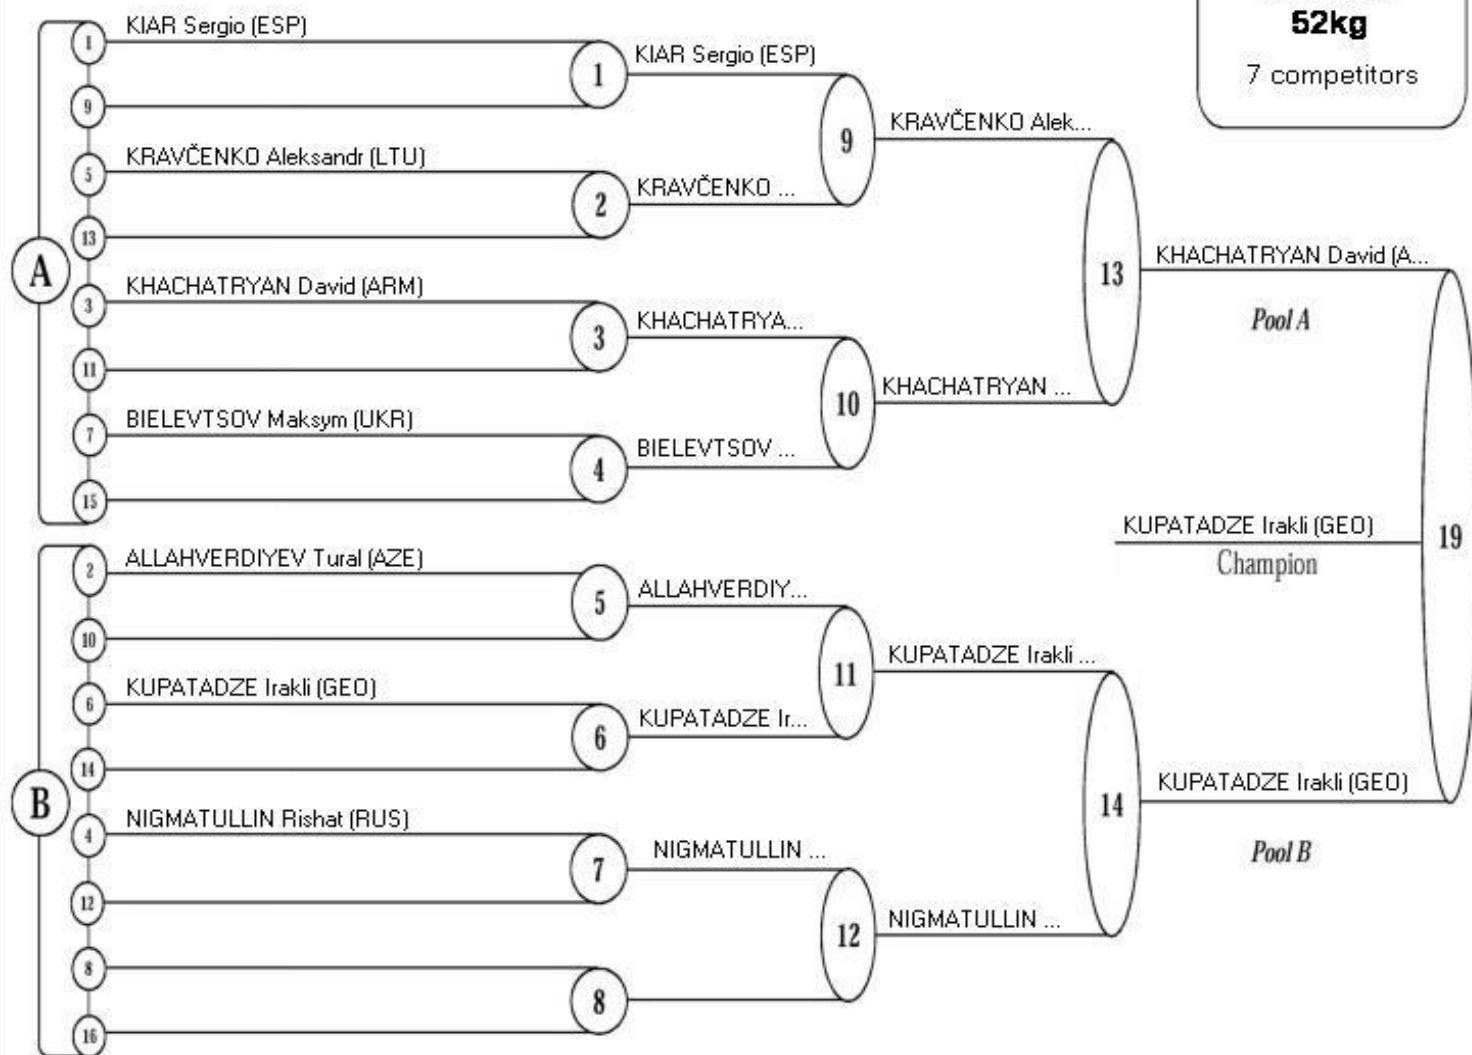 52kg
7 competitors
A
1 KIAR Sergio (ESP)
9
5 KRAVČENKO Aleksandr (LTU)
13
3 KHACHATRYAN David (ARM)
11
7 BIELEVTSOV Maksym (UKR)
15
1 KIAR Sergio (ESP)
2 KRAVČENKO ...
3 KHACHATRYA...
4 BIELEVTSOV ...
9 KRAVČENKO Alek...
10 KHACHATRYAN ...
13 KHACHATRYAN David (A...
Pool A
B
2 ALLAHVERDIYEV Tural (AZE)
10
6 KUPATADZE Irakli (GEO)
14
4 NIGMATULLIN Rishat (RUS)
12
8
16
5 ALLAHVERDIY...
6 KUPATADZE Ir...
7 NIGMATULLIN ...
8
11 KUPATADZE Irakli ...
12 NIGMATULLIN ...
14 KUPATADZE Irakli (GEO)
Pool B
KUPATADZE Irakli (GEO) 19
Champion